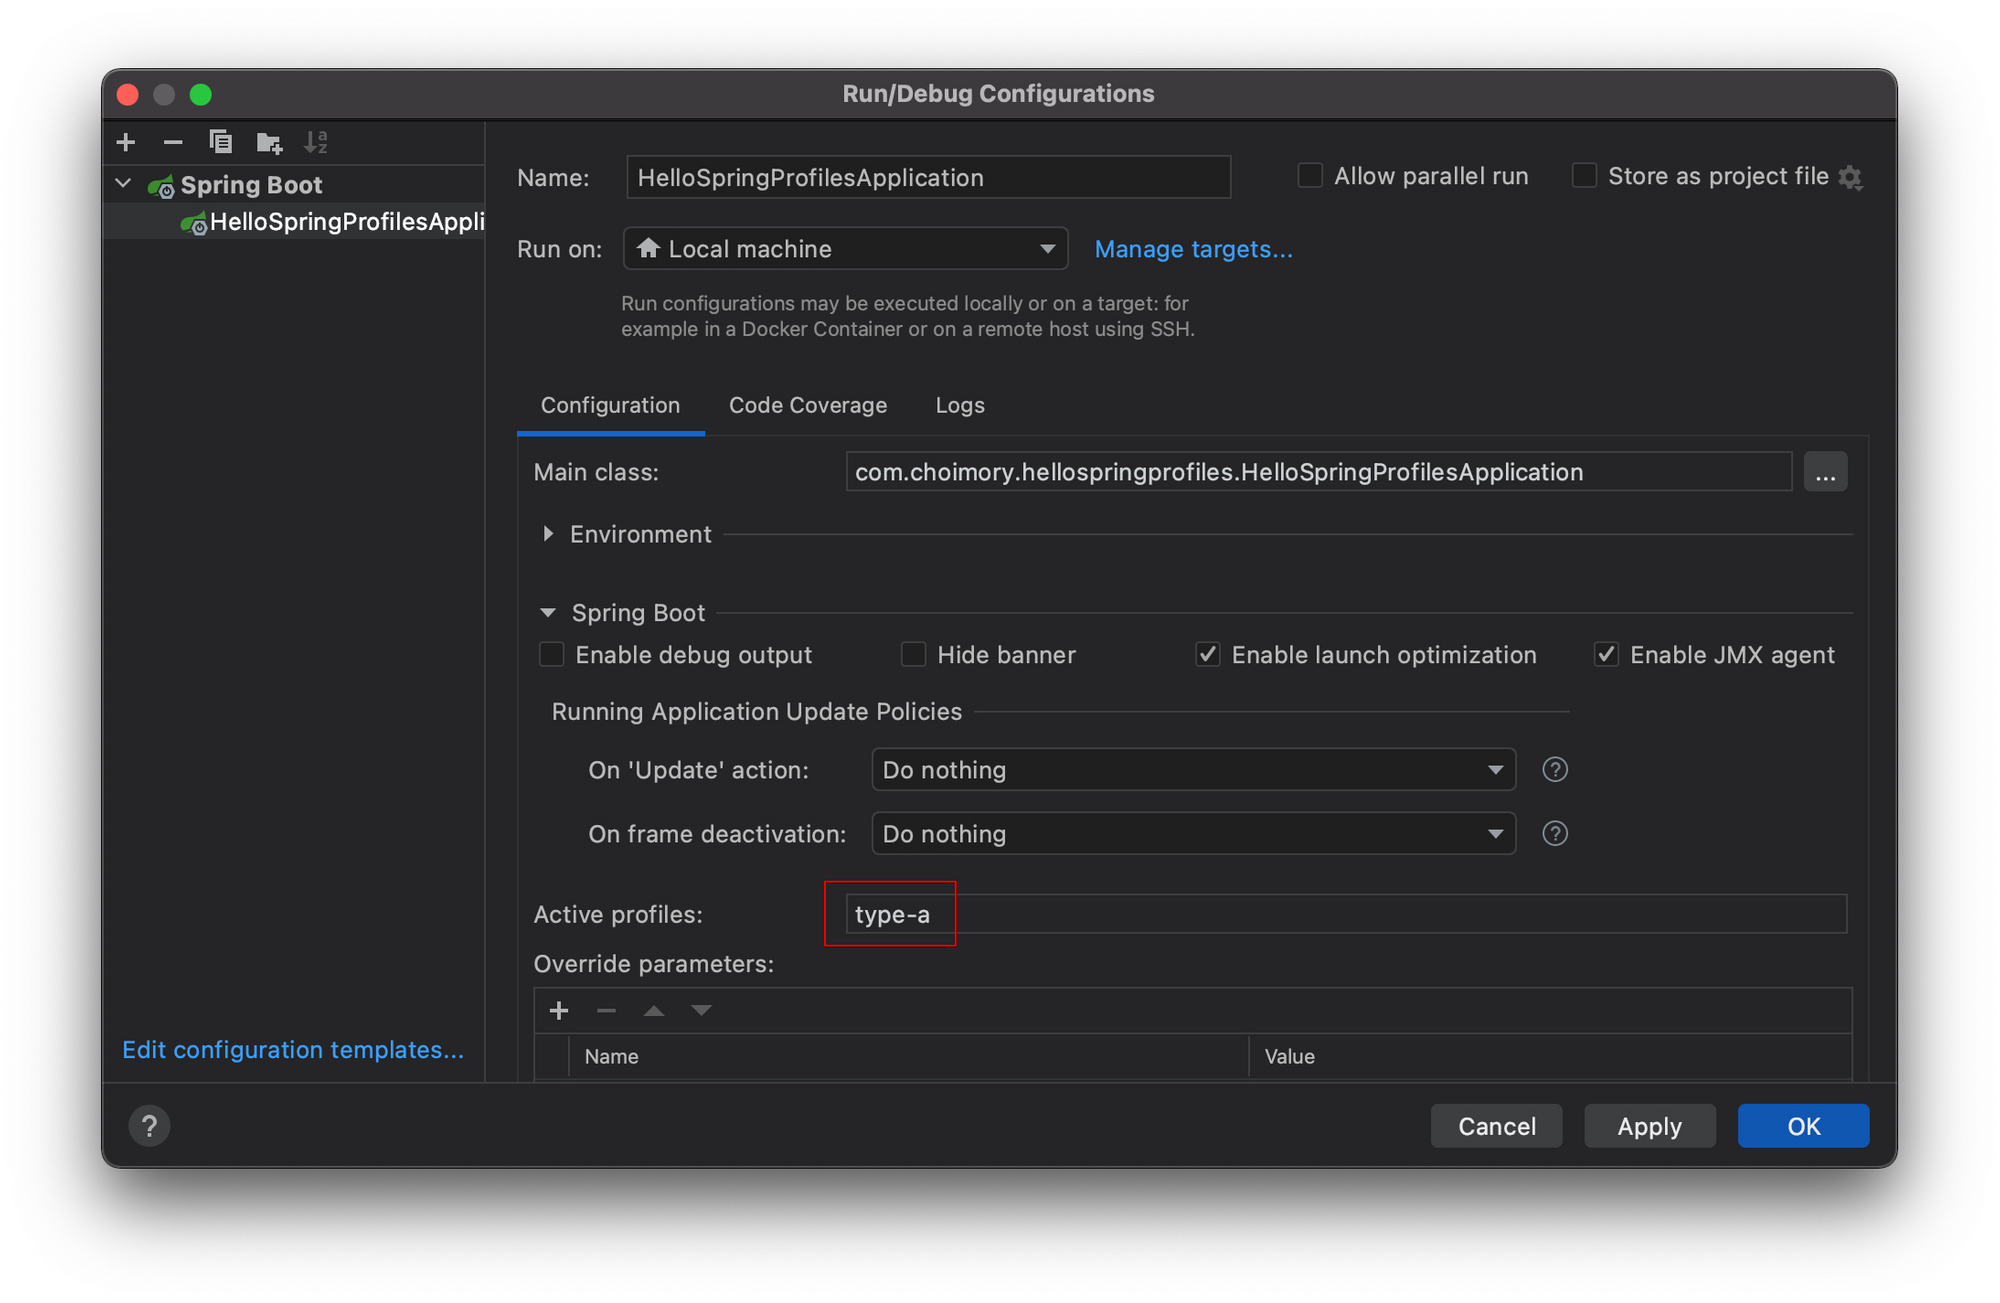 Run/Debug Configurations
Spring Boot
HelloSpringProfilesAppli
Name: HelloSpringProfilesApplication Allow parallel run Store as project file
Run on: Local machine Manage targets...
Run configurations may be executed locally or on a target: for
example in a Docker Container or on a remote host using SSH.
Configuration Code Coverage Logs
Main class: com.choimory.hellospringprofiles.HelloSpringProfilesApplication ...
Environment
Spring Boot
Enable debug output Hide banner Enable launch optimization Enable JMX agent
Running Application Update Policies
On 'Update' action: Do nothing ?
On frame deactivation: Do nothing ?
Active profiles: type-a
Override parameters:
Name Value
Edit configuration templates...
? Cancel Apply OK